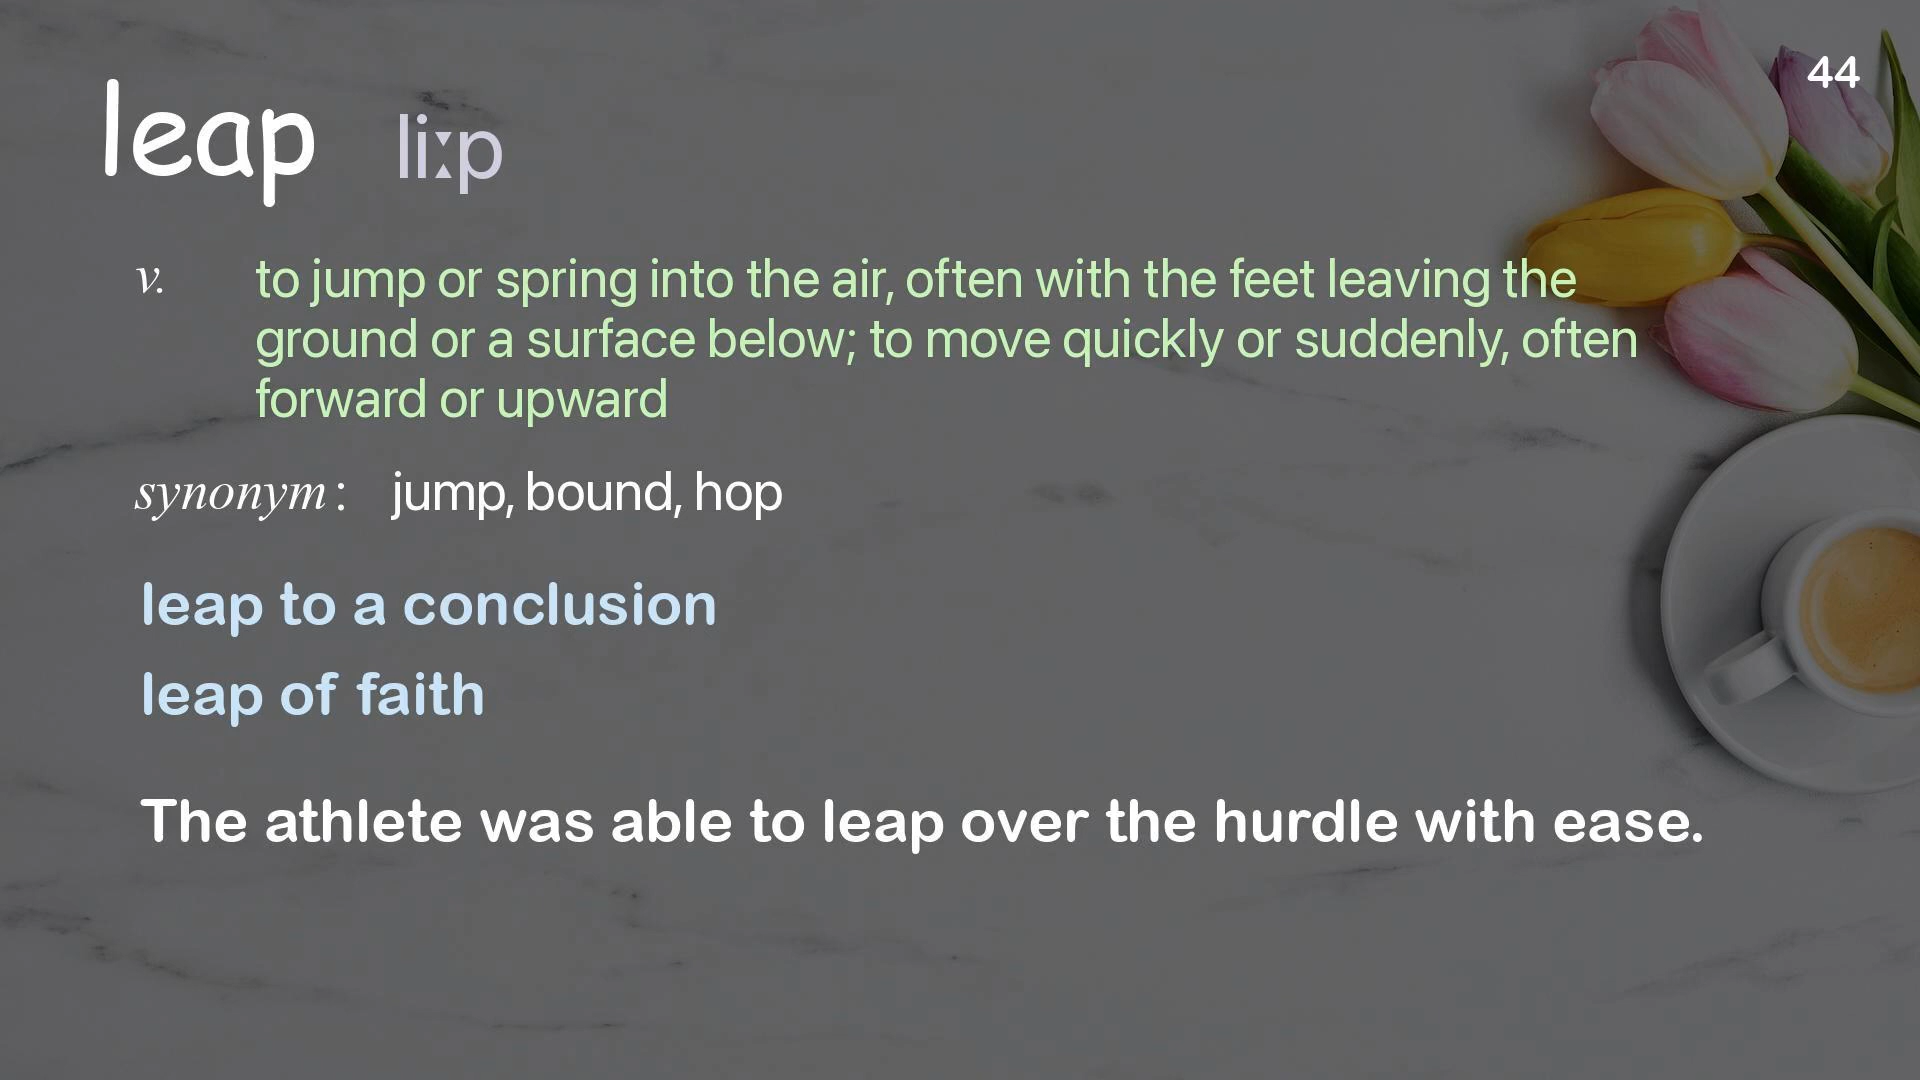 44
leap liːp
v. to jump or spring into the air, often with the feet leaving the
ground or a surface below; to move quickly or suddenly, often
forward or upward
synonym: jump, bound, hop
leap to a conclusion
leap of faith
The athlete was able to leap over the hurdle with ease.